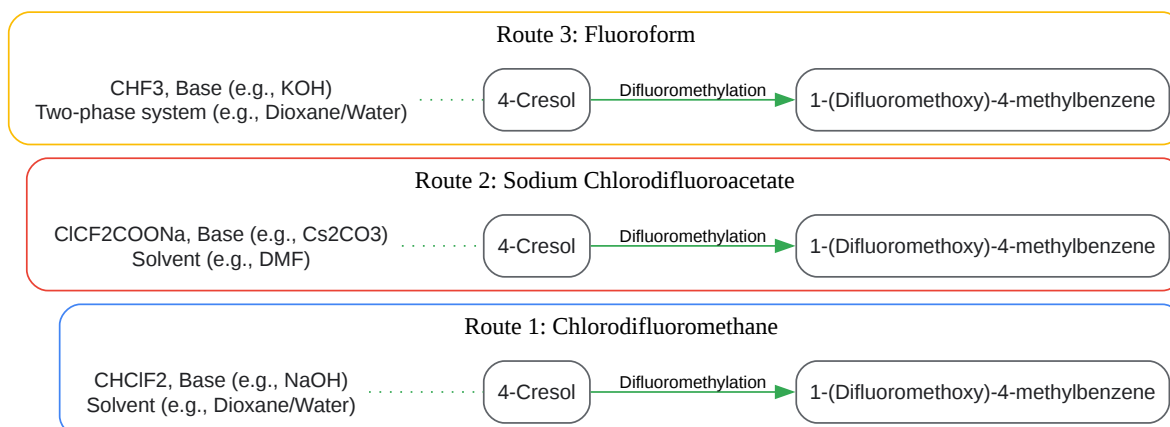 Route 3: Fluoroform
CHF3, Base (e.g., KOH)
Two-phase system (e.g., Dioxane/Water)
4-Cresol
Difluoromethylation
1-(Difluoromethoxy)-4-methylbenzene
Route 2: Sodium Chlorodifluoroacetate
ClCF2COONa, Base (e.g., Cs2CO3)
Solvent (e.g., DMF)
4-Cresol
Difluoromethylation
1-(Difluoromethoxy)-4-methylbenzene
Route 1: Chlorodifluoromethane
CHClF2, Base (e.g., NaOH)
Solvent (e.g., Dioxane/Water)
4-Cresol
Difluoromethylation
1-(Difluoromethoxy)-4-methylbenzene